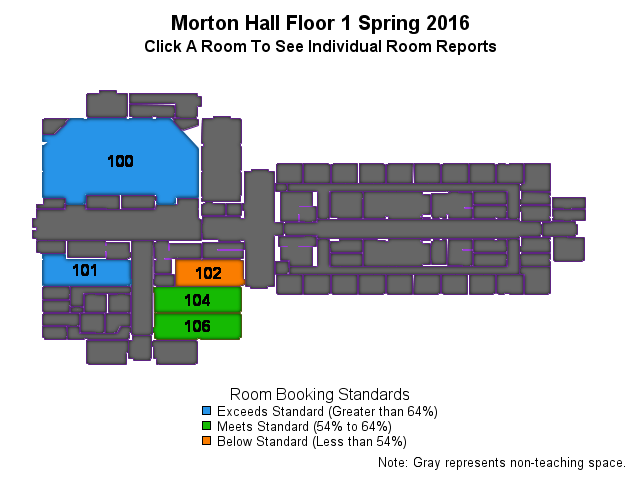 Morton Hall Floor 1 Spring 2016
Click A Room To See Individual Room Reports
100
101
102
104
106
Room Booking Standards
Exceeds Standard (Greater than 64%)
Meets Standard (54% to 64%)
Below Standard (Less than 54%)
Note: Gray represents non-teaching space.